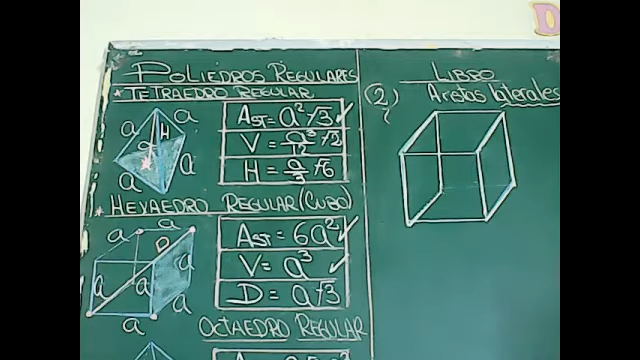 D
POLIEDROS REGULARES
* TETRAEDRO REGULAR
a a
H
a a
a
AST = a²√3 ✓
V = a³√2/12
H = a/3 √6
* HEXAEDRO REGULAR (CUBO)
a a
D
a
a a a
a
AST = 6a² ✓
V = a³ ✓
D = a√3
OCTAEDRO REGULAR
LIBRO
2) Aristas laterales